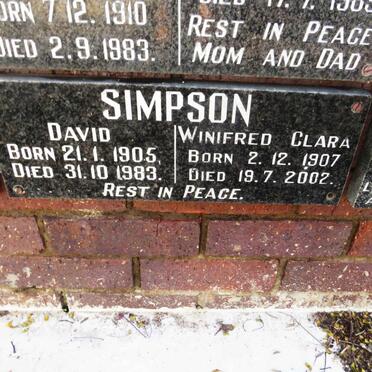 BORN 7 12. 1910
DIED 2.9.1983.
REST IN PEACE
MOM AND DAD
SIMPSON
DAVID
BORN 21.1.1905.
DIED 31.10 1983.
WINIFRED CLARA
BORN 2.12.1907
DIED 19.7.2002.
REST IN PEACE.